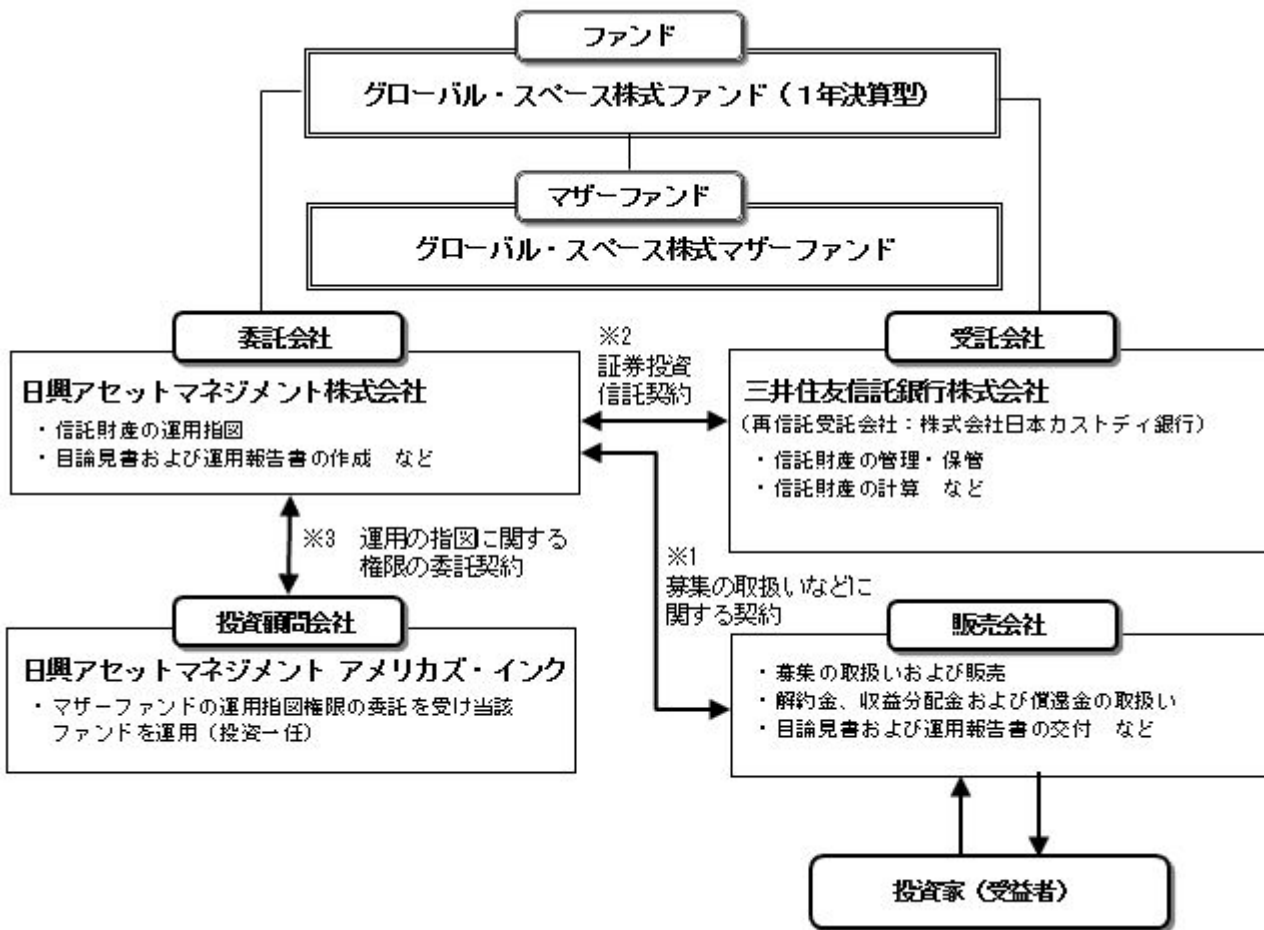 ファンド
グローバル・スペース株式ファンド（１年決算型）
マザーファンド
グローバル・スペース株式マザーファンド
委託会社
日興アセットマネジメント株式会社
・信託財産の運用指図
・目論見書および運用報告書の作成　など
※2
証券投資
信託契約
受託会社
三井住友信託銀行株式会社
（再信託受託会社：株式会社日本カストディ銀行）
・信託財産の管理・保管
・信託財産の計算　など
※3　運用の指図に関する
権限の委託契約
※1
募集の取扱いなどに
関する契約
投資顧問会社
日興アセットマネジメント アメリカズ・インク
・マザーファンドの運用指図権限の委託を受け当該
ファンドを運用（投資一任）
販売会社
・募集の取扱いおよび販売
・解約金、収益分配金および償還金の取扱い
・目論見書および運用報告書の交付　など
投資家（受益者）